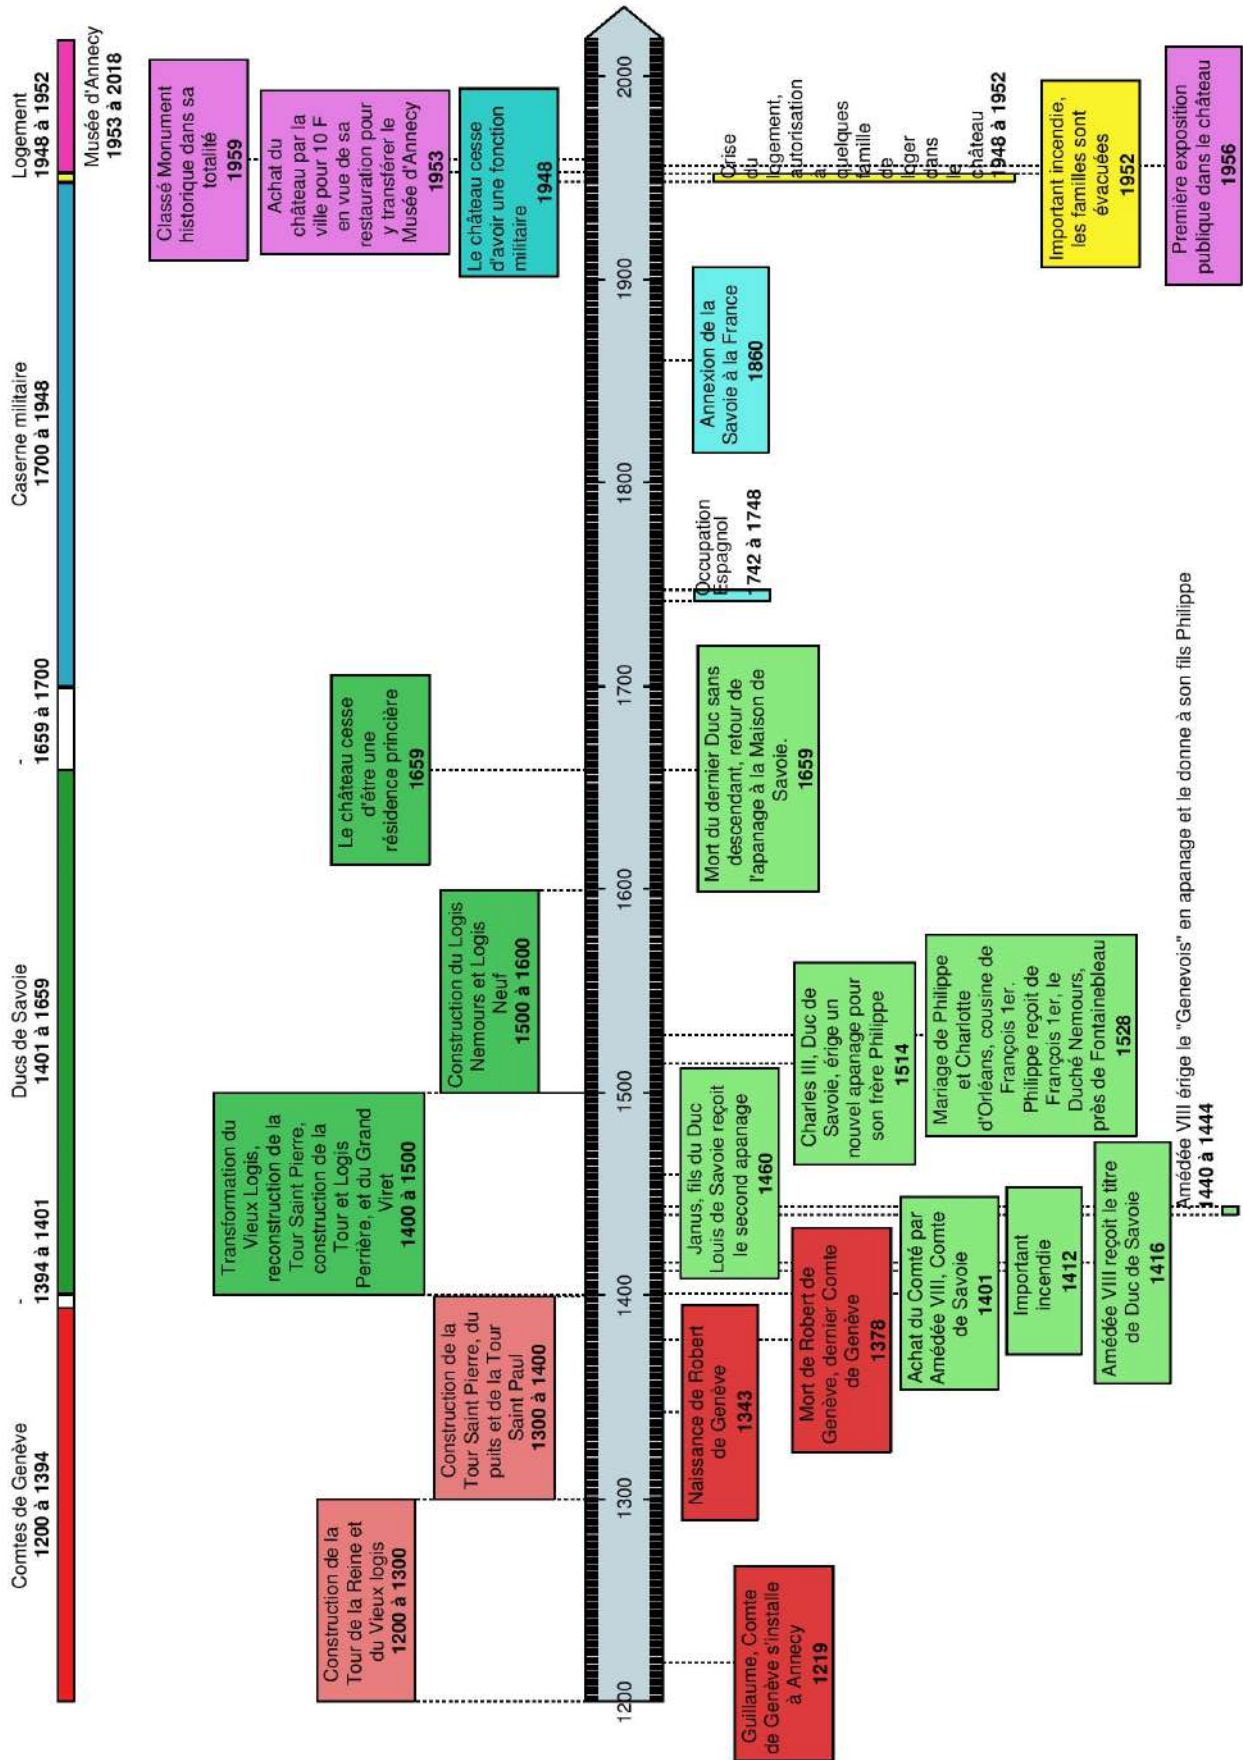 Comtes de Genève
1200 à 1394
-
1394 à 1401
Ducs de Savoie
1401 à 1659
-
1659 à 1700
Caserne militaire
1700 à 1948
Logement
1948 à 1952
Musée d'Annecy
1953 à 2018
Construction de la
Tour de la Reine et
du Vieux logis
1200 à 1300
Construction de la
Tour Saint Pierre, du
puits et de la Tour
Saint Paul
1300 à 1400
Transformation du
Vieux Logis,
reconstruction de la
Tour Saint Pierre,
construction de la
Tour et Logis
Perrière, et du Grand
Viret
1400 à 1500
Construction du Logis
Nemours et Logis
Neuf
1500 à 1600
Le château cesse
d'être une
résidence princière
1659
Classé Monument
historique dans sa
totalité
1959
Achat du
château par la
ville pour 10 F
en vue de sa
restauration pour
y transférer le
Musée d'Annecy
1953
Le château cesse
d'avoir une fonction
militaire
1948
1200
1300
1400
1500
1600
1700
1800
1900
2000
Guillaume, Comte
de Genève s'installe
à Annecy
1219
Naissance de Robert
de Genève
1343
Mort de Robert de
Genève, dernier Comte
de Genève
1378
Achat du Comté par
Amédée VIII, Comte
de Savoie
1401
Important
incendie
1412
Amédée VIII reçoit le titre
de Duc de Savoie
1416
Amédée VIII érige le "Genevois" en apanage et le donne à son fils Philippe
1440 à 1444
Janus, fils du Duc
Louis de Savoie reçoit
le second apanage
1460
Charles III, Duc de
Savoie, érige un
nouvel apanage pour
son frère Philippe
1514
Mariage de Philippe
et Charlotte
d'Orléans, cousine de
François 1er.
Philippe reçoit de
François 1er, le
Duché Nemours,
près de Fontainebleau
1528
Mort du dernier Duc sans
descendant, retour de
l'apanage à la Maison de
Savoie.
1659
Occupation
Espagnol
1742 à 1748
Annexion de la
Savoie à la France
1860
Crise
du
logement,
autorisation
à
quelques
famille
de
loger
dans
le
château
1948 à 1952
Important incendie,
les familles sont
évacuées
1952
Première exposition
publique dans le château
1956